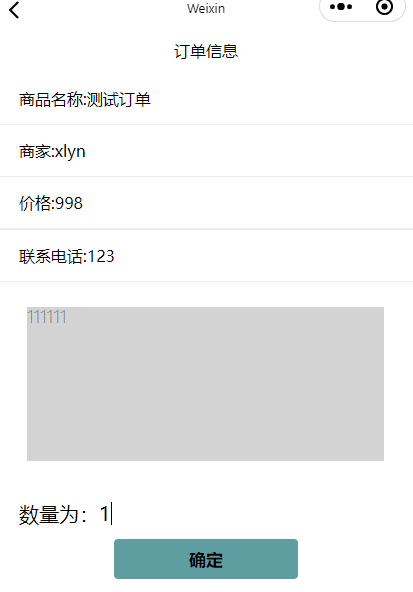 Weixin
订单信息
商品名称:测试订单
商家:xlyn
价格:998
联系电话:123
111111
数量为：1
确定